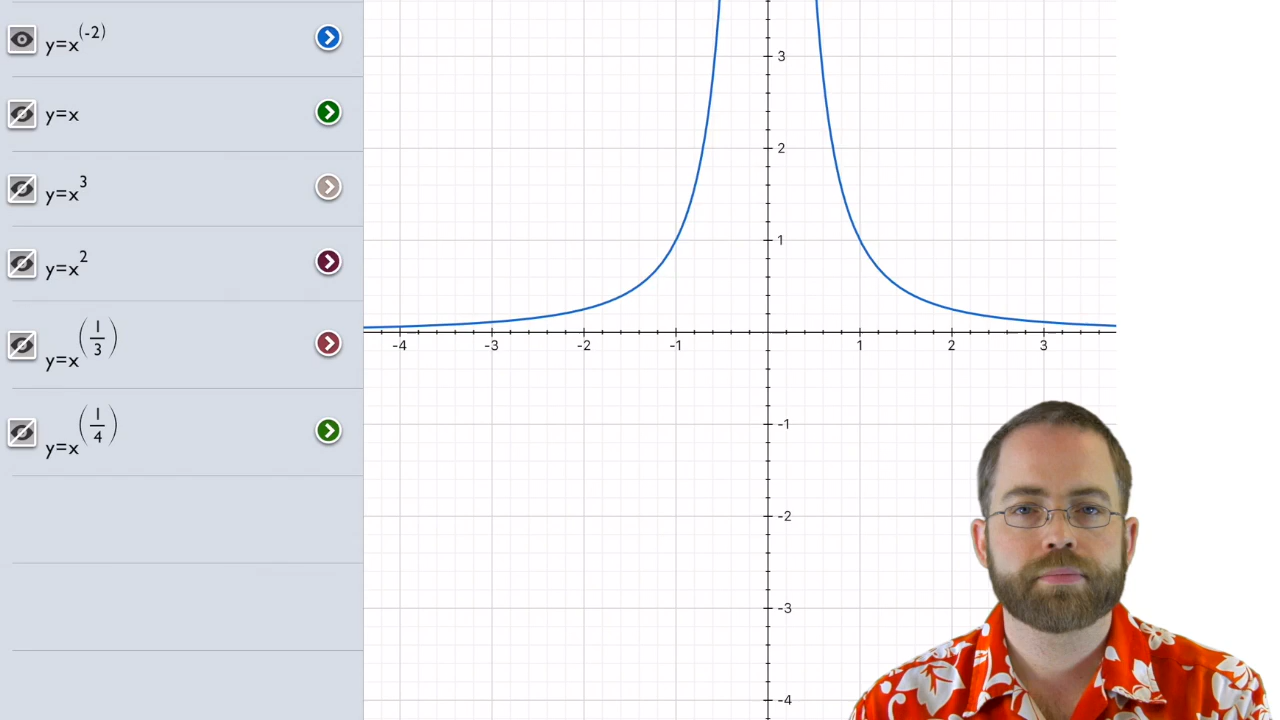 y=x^(-2)
y=x
y=x^3
y=x^2
y=x^(1/3)
y=x^(1/4)
3
2
1
-4 -3 -2 -1 1 2 3
-1
-2
-3
-4